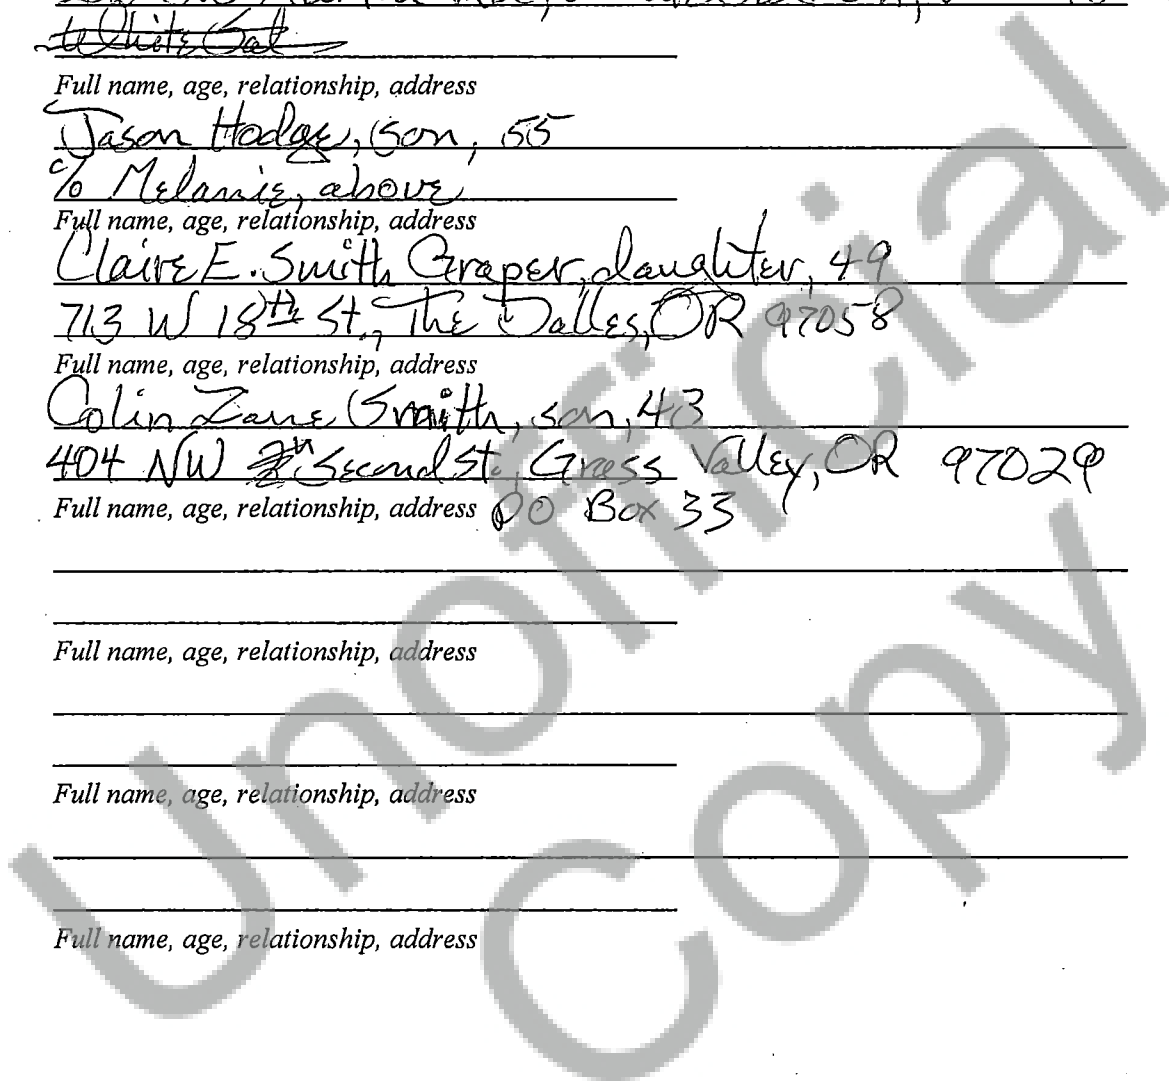 White Sal
Full name, age, relationship, address
Jason Hodge, son, 55
c/o Melanie, above
Full name, age, relationship, address
Claire E. Smith Graper, daughter, 49
713 W 18th St., The Dalles, OR 97058
Full name, age, relationship, address
Colin Zane Smith, son, 43
404 NW Second St., Grass Valley, OR 97029
Full name, age, relationship, address PO Box 33
Full name, age, relationship, address
Full name, age, relationship, address
Full name, age, relationship, address
Unofficial
Copy